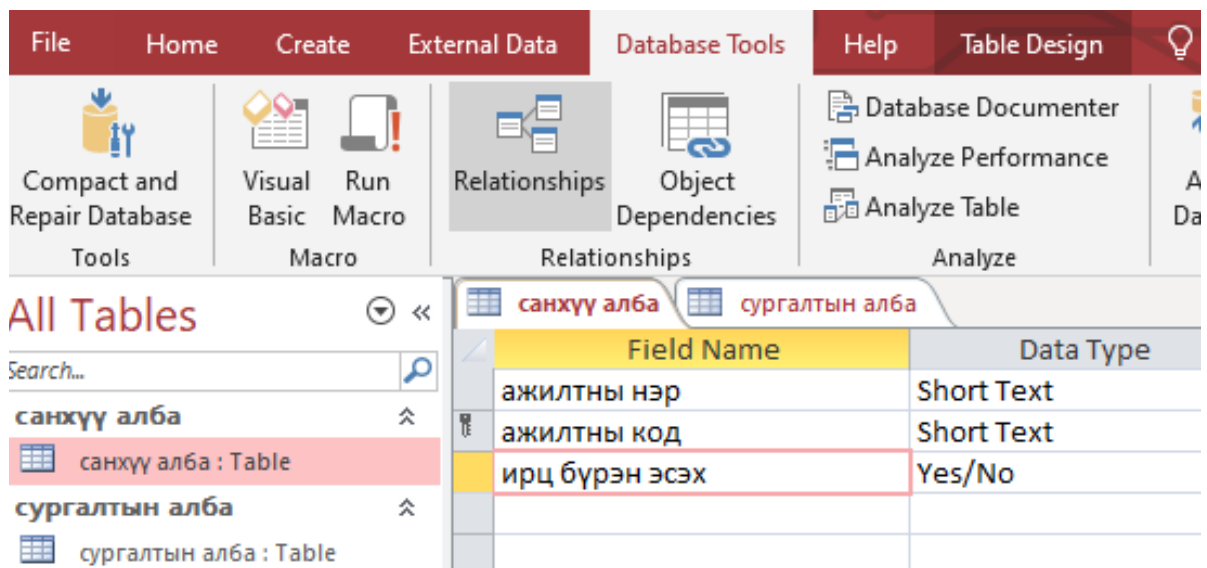 File Home Create External Data Database Tools Help Table Design
Compact and Repair Database
Visual Basic
Run Macro
Relationships
Object Dependencies
Database Documenter
Analyze Performance
Analyze Table
Tools Macro Relationships Analyze
All Tables
Search...
санхүү алба
санхүү алба : Table
сургалтын алба
сургалтын алба : Table
санхүү алба сургалтын алба
Field Name Data Type
ажилтны нэр Short Text
ажилтны код Short Text
ирц бүрэн эсэх Yes/No